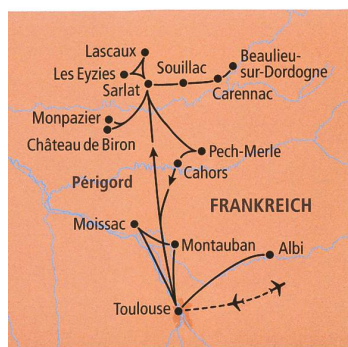 Lascaux
Les Eyzies
Sarlat
Souillac
Beaulieu-
sur-Dordogne
Carennac
Monpazier
Château de Biron
Pech-Merle
Cahors
Périgord
FRANKREICH
Moissac
Montauban
Albi
Toulouse